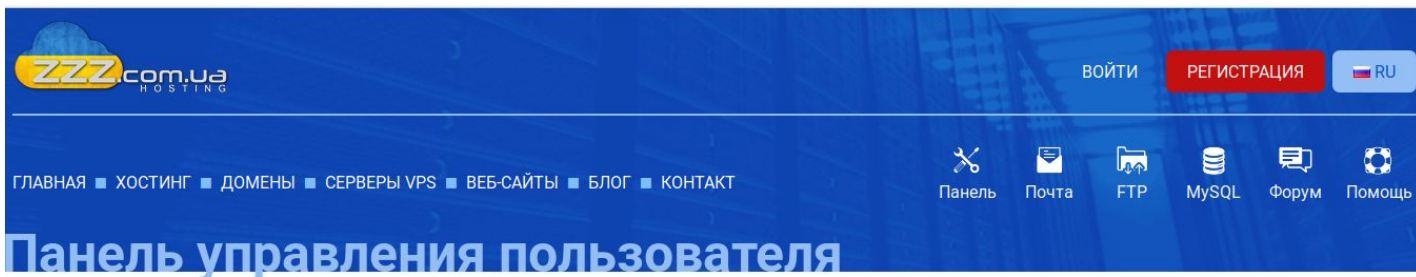 ZZZ.com.ua
HOSTING
ВОЙТИ РЕГИСТРАЦИЯ RU
ГЛАВНАЯ ХОСТИНГ ДОМЕНЫ СЕРВЕРЫ VPS ВЕБ-САЙТЫ БЛОГ КОНТАКТ
Панель Почта FTP MySQL Форум Помощь
Панель управления пользователя